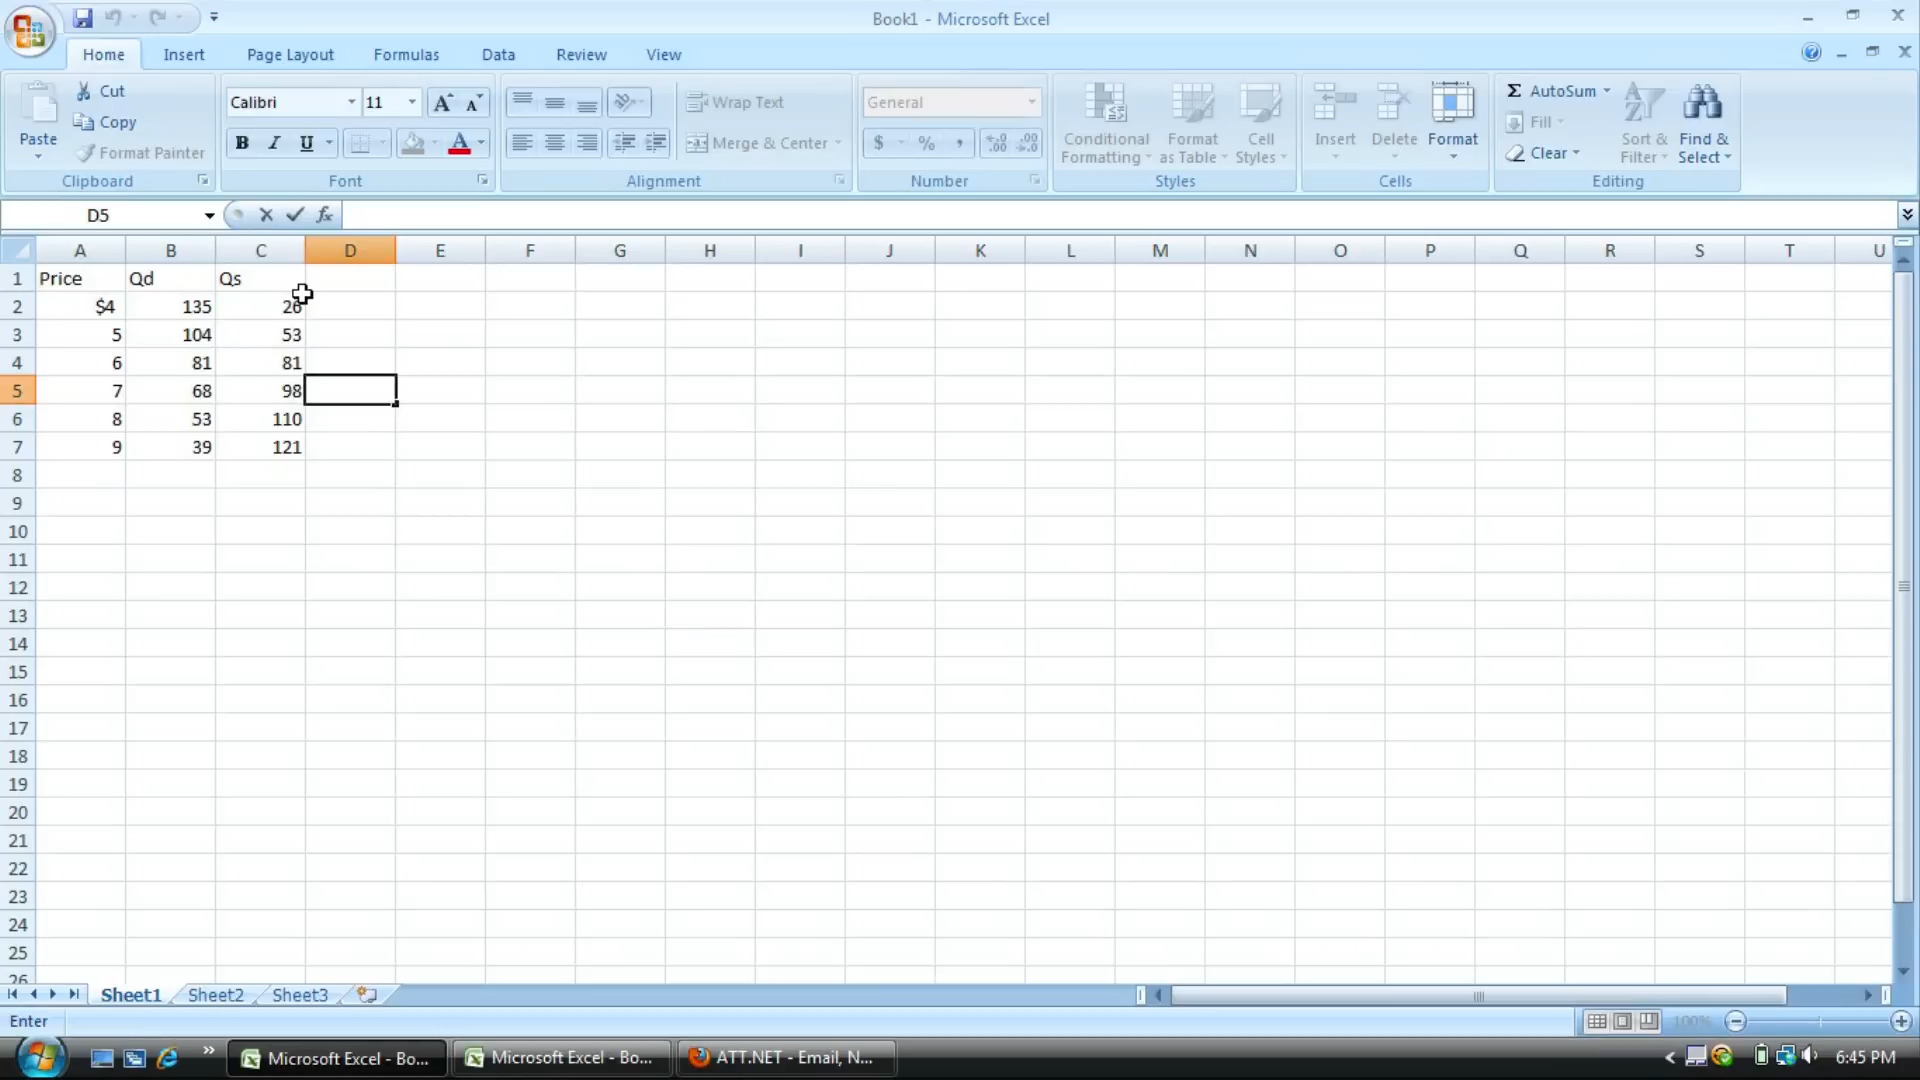 Book1 - Microsoft Excel
Home Insert Page Layout Formulas Data Review View
Paste
Cut
Copy
Format Painter
Clipboard
Calibri 11
B I U
Font
Wrap Text
Merge & Center
Alignment
General
$ % ,
Number
Conditional Formatting
Format as Table
Cell Styles
Styles
Insert Delete Format
Cells
Σ AutoSum
Fill
Clear
Sort & Filter
Find & Select
Editing
D5 fx
A B C D E F G H I J K L M N O P Q R S T U
1 Price Qd Qs
2 $4 135 26
3 5 104 53
4 6 81 81
5 7 68 98
6 8 53 110
7 9 39 121
8
9
10
11
12
13
14
15
16
17
18
19
20
21
22
23
24
25
26
Sheet1 Sheet2 Sheet3
Enter 100%
Microsoft Excel - Bo... Microsoft Excel - Bo... ATT.NET - Email, N... 6:45 PM